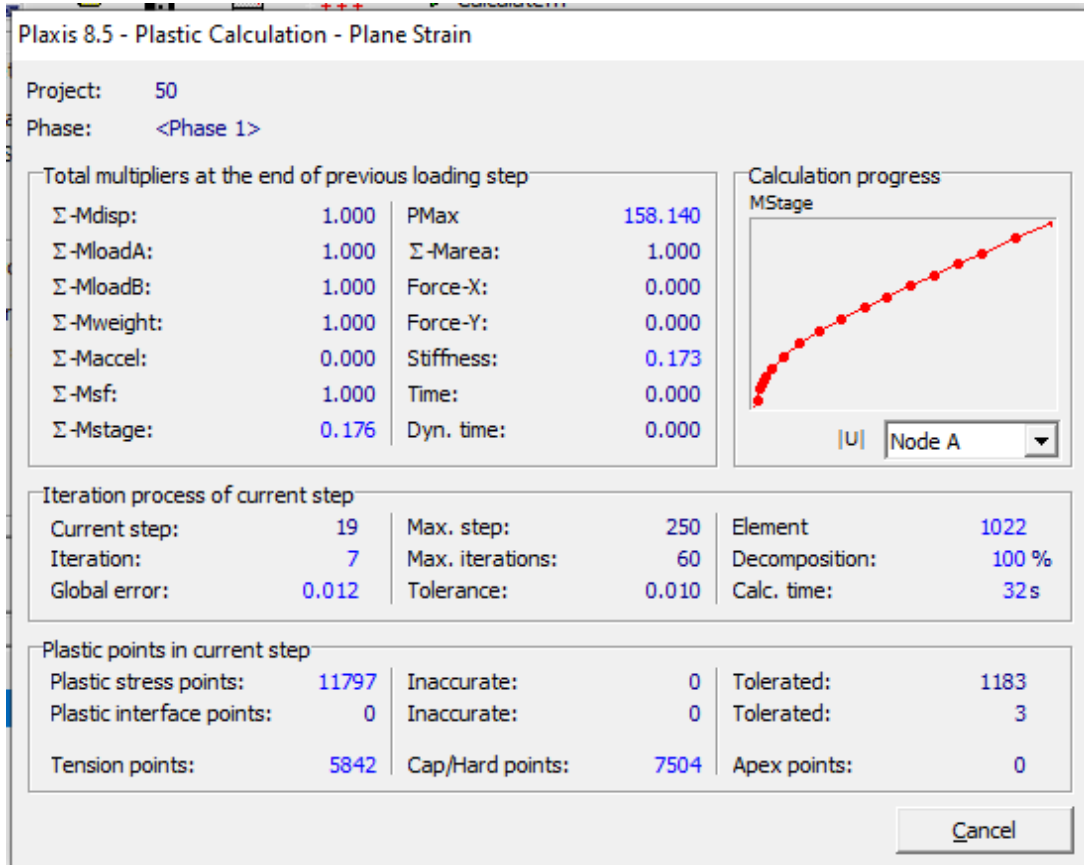 Plaxis 8.5 - Plastic Calculation - Plane Strain
Project: 50
Phase: <Phase 1>
Total multipliers at the end of previous loading step
Σ-Mdisp: 1.000 PMax 158.140
Σ-MloadA: 1.000 Σ-Marea: 1.000
Σ-MloadB: 1.000 Force-X: 0.000
Σ-Mweight: 1.000 Force-Y: 0.000
Σ-Maccel: 0.000 Stiffness: 0.173
Σ-Msf: 1.000 Time: 0.000
Σ-Mstage: 0.176 Dyn. time: 0.000
Calculation progress
MStage
|U| Node A
Iteration process of current step
Current step: 19 Max. step: 250 Element 1022
Iteration: 7 Max. iterations: 60 Decomposition: 100 %
Global error: 0.012 Tolerance: 0.010 Calc. time: 32 s
Plastic points in current step
Plastic stress points: 11797 Inaccurate: 0 Tolerated: 1183
Plastic interface points: 0 Inaccurate: 0 Tolerated: 3
Tension points: 5842 Cap/Hard points: 7504 Apex points: 0
Cancel